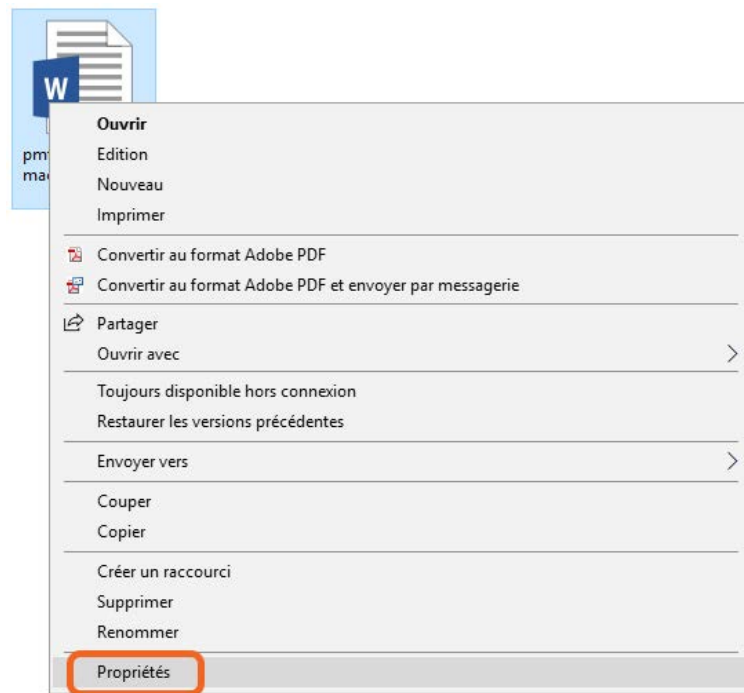 W
Ouvrir
Edition
Nouveau
Imprimer
Convertir au format Adobe PDF
Convertir au format Adobe PDF et envoyer par messagerie
Partager
Ouvrir avec
Toujours disponible hors connexion
Restaurer les versions précédentes
Envoyer vers
Couper
Copier
Créer un raccourci
Supprimer
Renommer
Propriétés